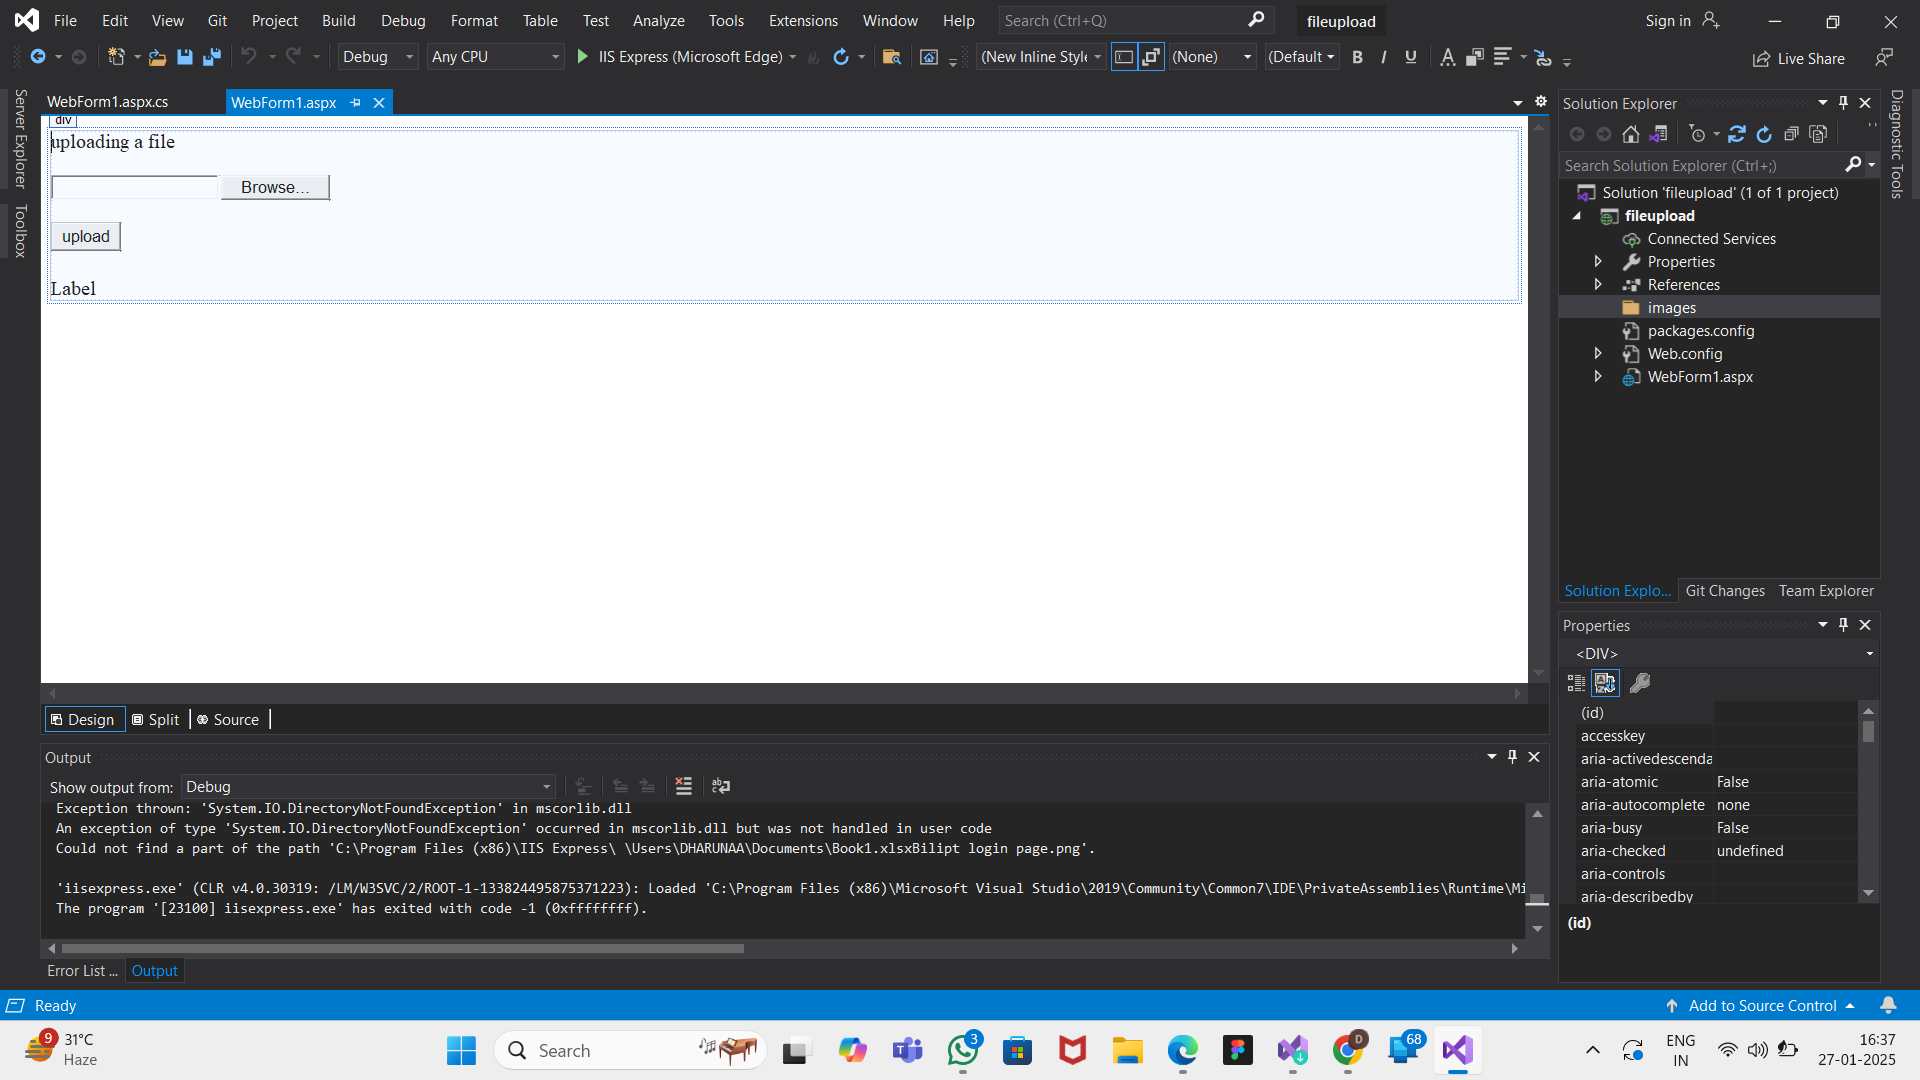 File Edit View Git Project Build Debug Format Table Test Analyze Tools Extensions Window Help Search (Ctrl+Q) fileupload Sign in
Debug Any CPU IIS Express (Microsoft Edge) (New Inline Style (None) (Default B I U A Live Share
Server Explorer
Toolbox
WebForm1.aspx.cs WebForm1.aspx
div
uploading a file
Browse...
upload
Label
Design Split Source
Output
Show output from: Debug
Exception thrown: 'System.IO.DirectoryNotFoundException' in mscorlib.dll
An exception of type 'System.IO.DirectoryNotFoundException' occurred in mscorlib.dll but was not handled in user code
Could not find a part of the path 'C:\Program Files (x86)\IIS Express\ \Users\DHARUNAA\Documents\Book1.xlsxBilipt login page.png'.
'iisexpress.exe' (CLR v4.0.30319: /LM/W3SVC/2/ROOT-1-133824495875371223): Loaded 'C:\Program Files (x86)\Microsoft Visual Studio\2019\Community\Common7\IDE\PrivateAssemblies\Runtime\Mi
The program '[23100] iisexpress.exe' has exited with code -1 (0xffffffff).
Error List ... Output
Solution Explorer
Search Solution Explorer (Ctrl+;)
Solution 'fileupload' (1 of 1 project)
fileupload
Connected Services
Properties
References
images
packages.config
Web.config
WebForm1.aspx
Solution Explo... Git Changes Team Explorer
Properties
<DIV>
(id)
accesskey
aria-activedescenda
aria-atomic False
aria-autocomplete none
aria-busy False
aria-checked undefined
aria-controls
aria-describedby
(id)
Diagnostic Tools
Ready Add to Source Control
9 31°C
Haze
Search
3
D
68
ENG
IN
16:37
27-01-2025